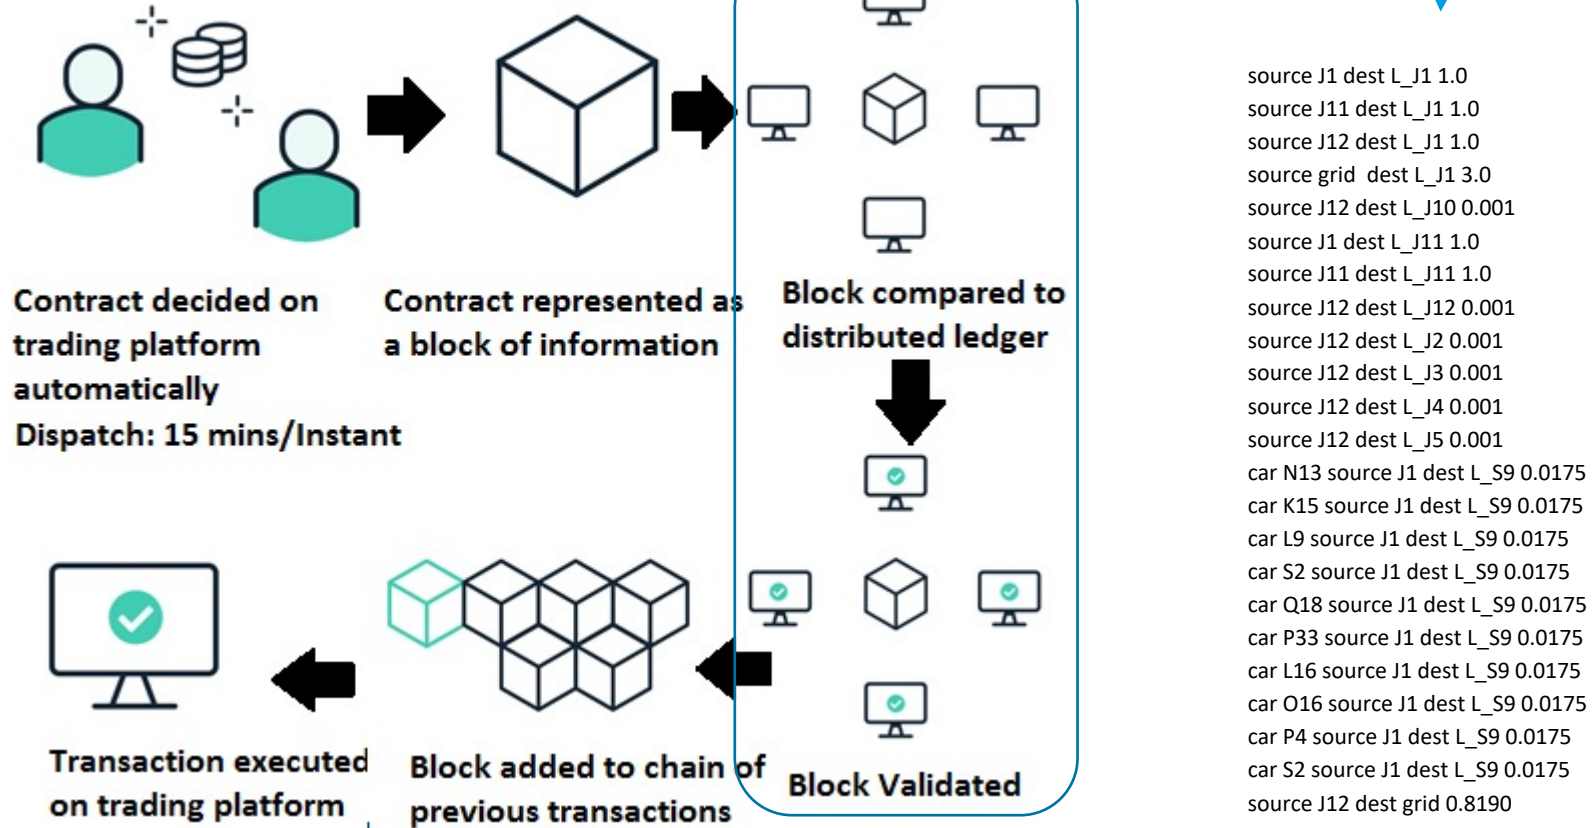 Contract decided on
trading platform
automatically
Dispatch: 15 mins/Instant
Contract represented as
a block of information
Block compared to
distributed ledger
Block Validated
Block added to chain of
previous transactions
Transaction executed
on trading platform
source J1 dest L_J1 1.0
source J11 dest L_J1 1.0
source J12 dest L_J1 1.0
source grid  dest L_J1 3.0
source J12 dest L_J10 0.001
source J1 dest L_J11 1.0
source J11 dest L_J11 1.0
source J12 dest L_J12 0.001
source J12 dest L_J2 0.001
source J12 dest L_J3 0.001
source J12 dest L_J4 0.001
source J12 dest L_J5 0.001
car N13 source J1 dest L_S9 0.0175
car K15 source J1 dest L_S9 0.0175
car L9 source J1 dest L_S9 0.0175
car S2 source J1 dest L_S9 0.0175
car Q18 source J1 dest L_S9 0.0175
car P33 source J1 dest L_S9 0.0175
car L16 source J1 dest L_S9 0.0175
car O16 source J1 dest L_S9 0.0175
car P4 source J1 dest L_S9 0.0175
car S2 source J1 dest L_S9 0.0175
source J12 dest grid 0.8190